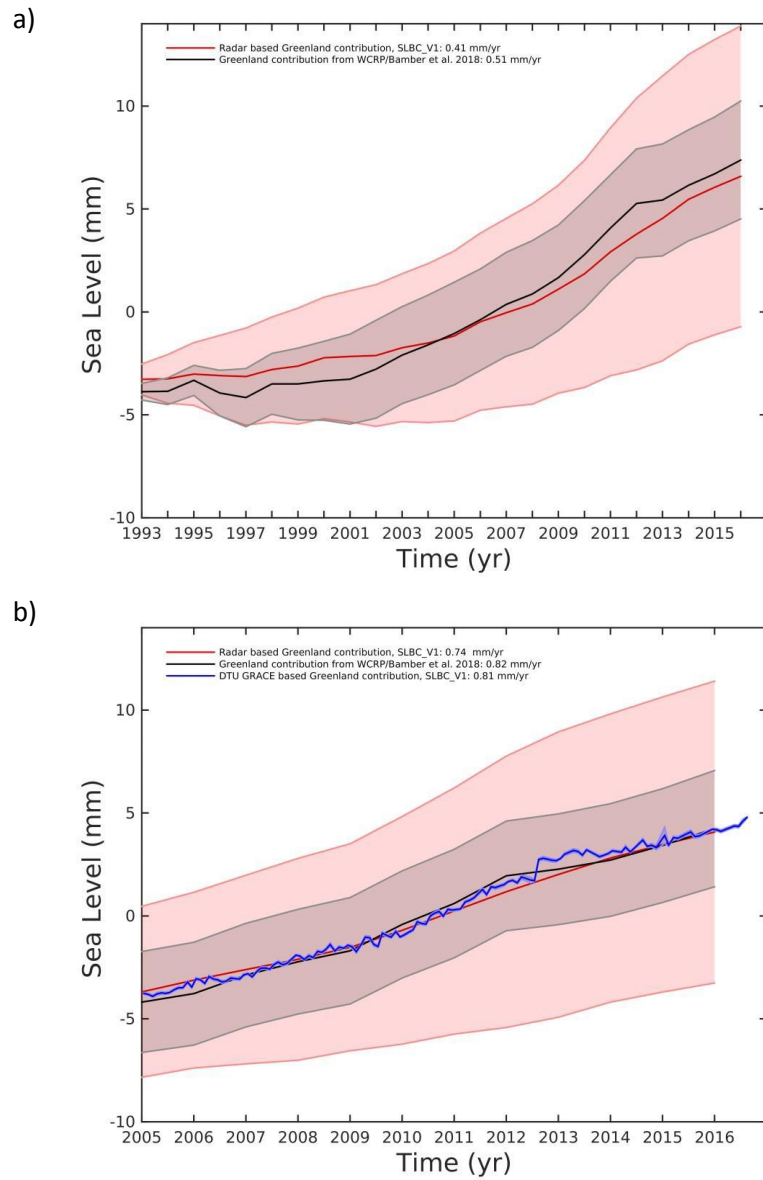 a)
Radar based Greenland contribution, SLBC_V1: 0.41 mm/yr
Greenland contribution from WCRP/Bamber et al. 2018: 0.51 mm/yr
10
5
0
-5
-10
Sea Level (mm)
1993 1995 1997 1999 2001 2003 2005 2007 2009 2011 2013 2015
Time (yr)
b)
Radar based Greenland contribution, SLBC_V1: 0.74 mm/yr
Greenland contribution from WCRP/Bamber et al. 2018: 0.82 mm/yr
DTU GRACE based Greenland contribution, SLBC_V1: 0.81 mm/yr
10
5
0
-5
-10
Sea Level (mm)
2005 2006 2007 2008 2009 2010 2011 2012 2013 2014 2015 2016
Time (yr)